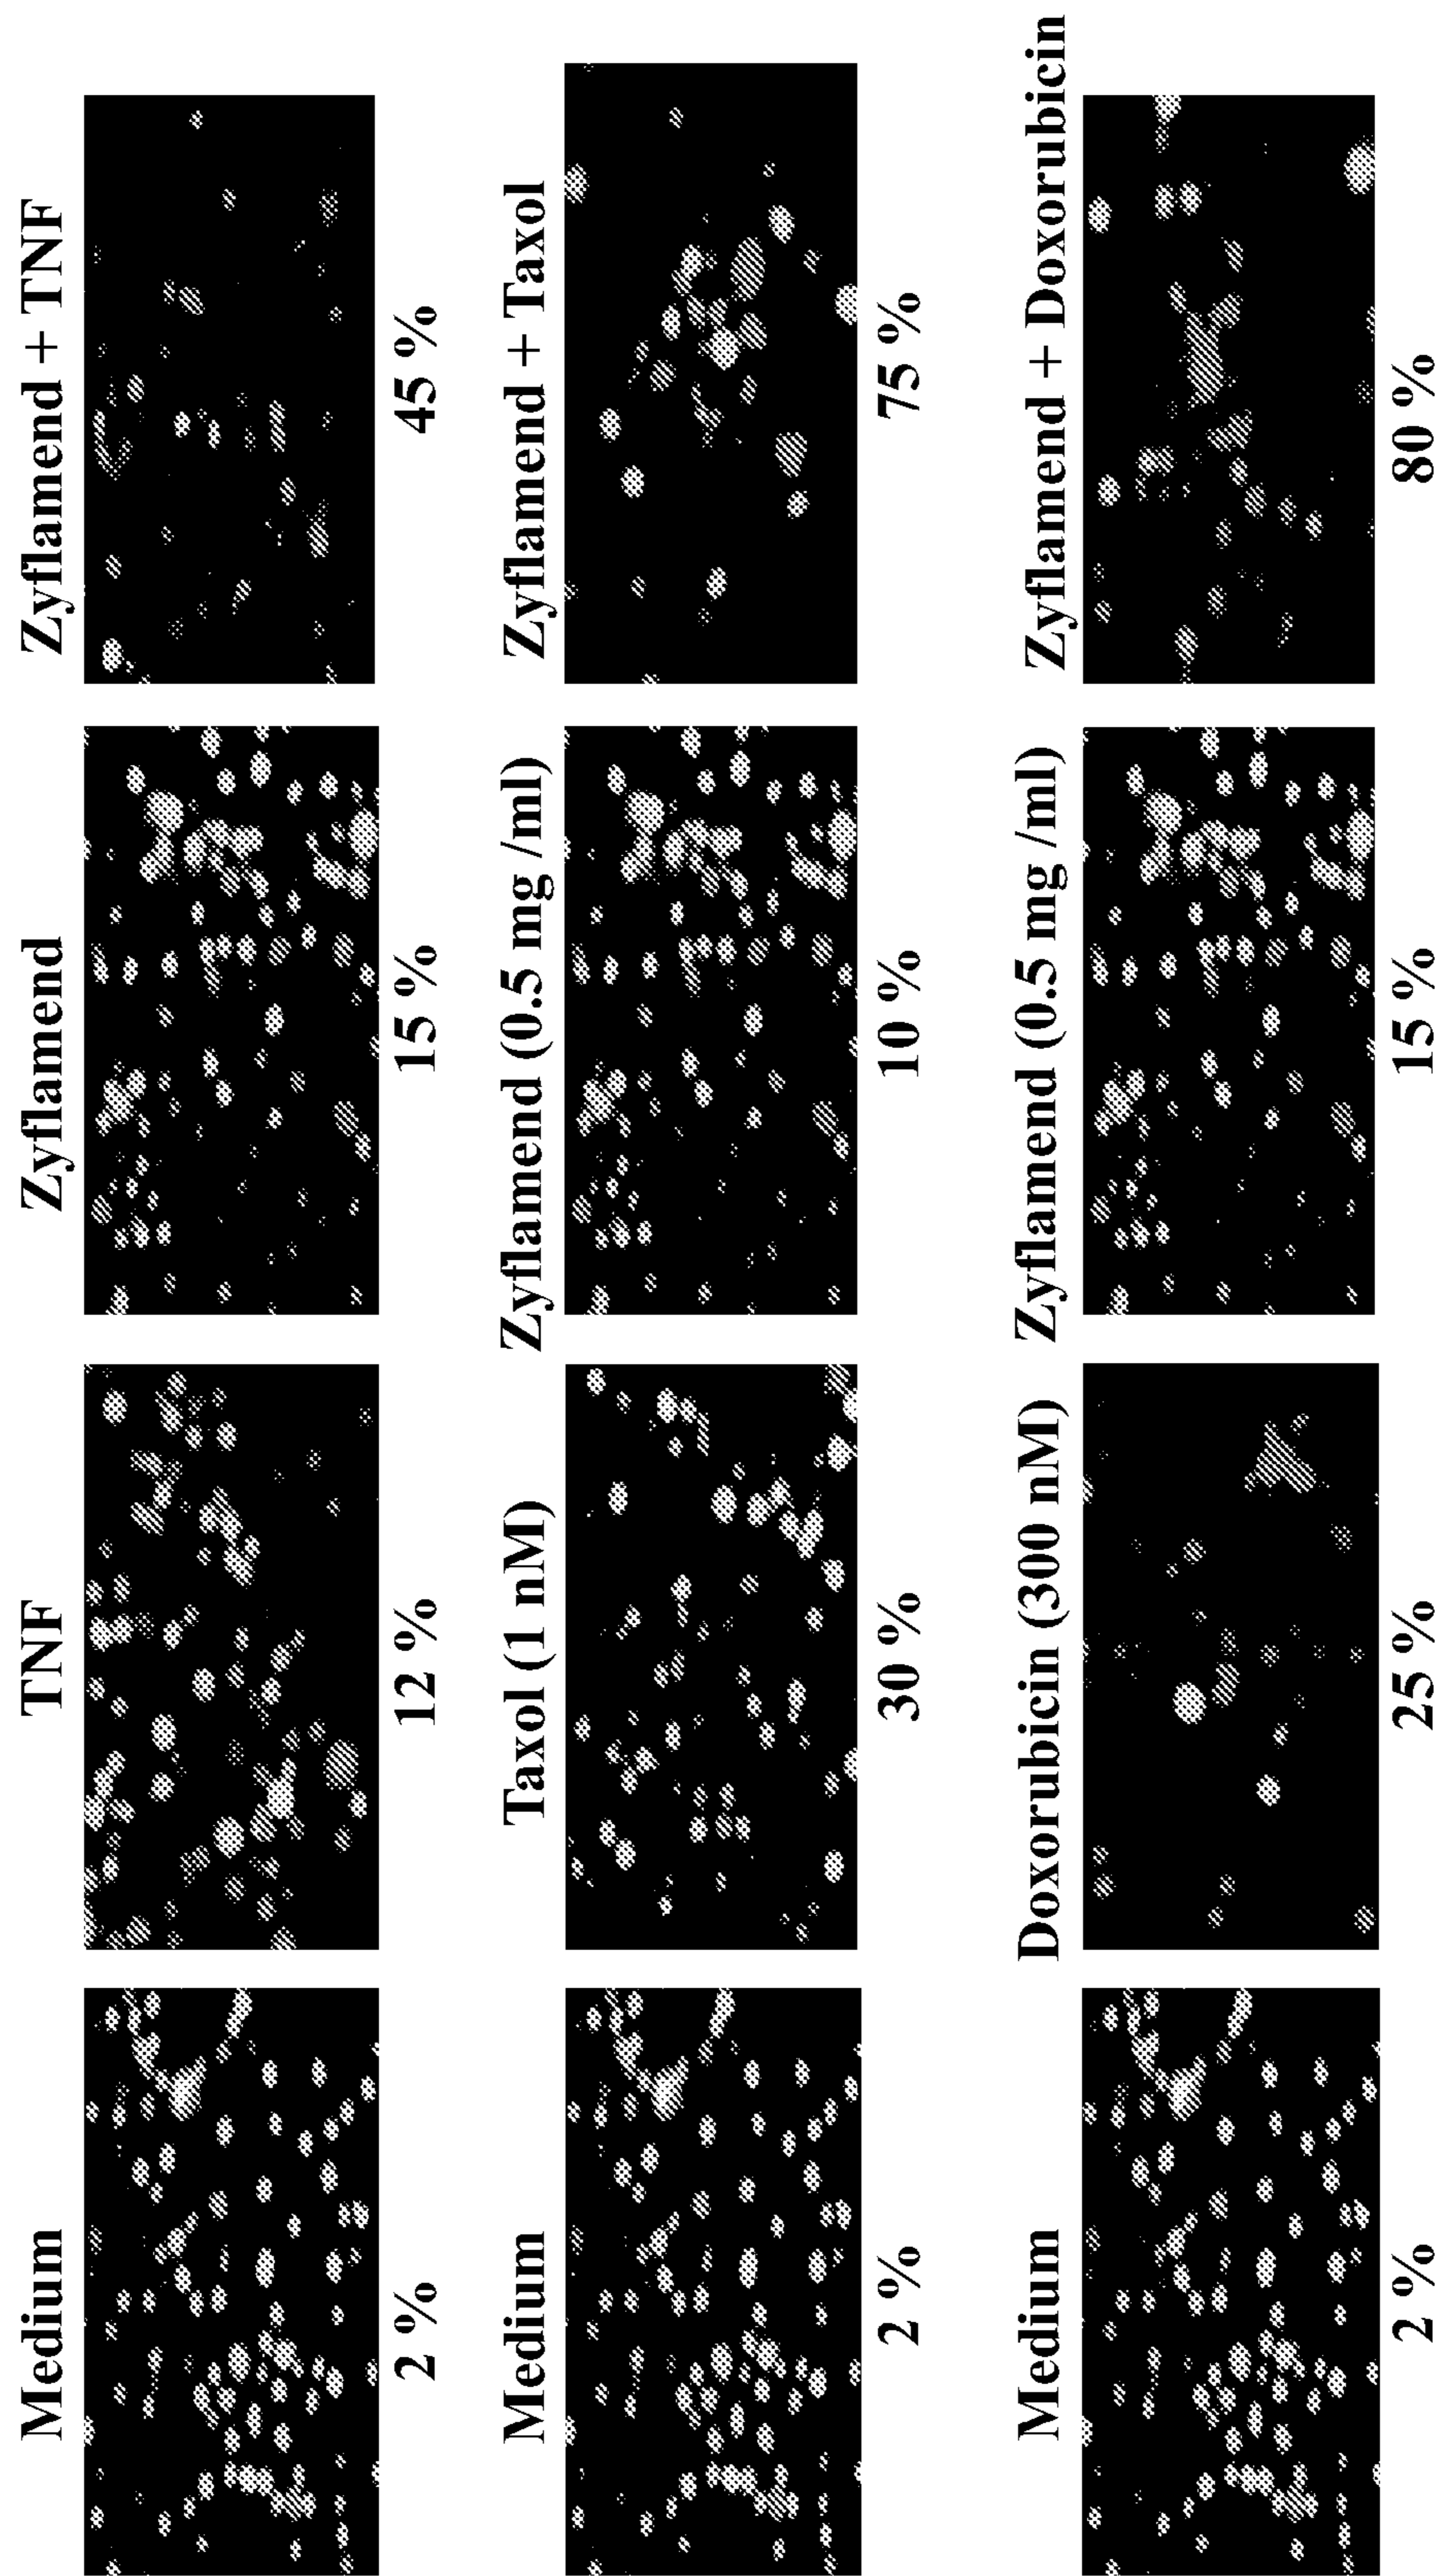 Medium TNF Zyflamend Zyflamend + TNF
2 % 12 % 15 % 45 %
Medium Taxol (1 nM) Zyflamend (0.5 mg /ml) Zyflamend + Taxol
2 % 30 % 10 % 75 %
Medium Doxorubicin (300 nM) Zyflamend (0.5 mg /ml) Zyflamend + Doxorubicin
2 % 25 % 15 % 80 %